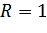 R = 1